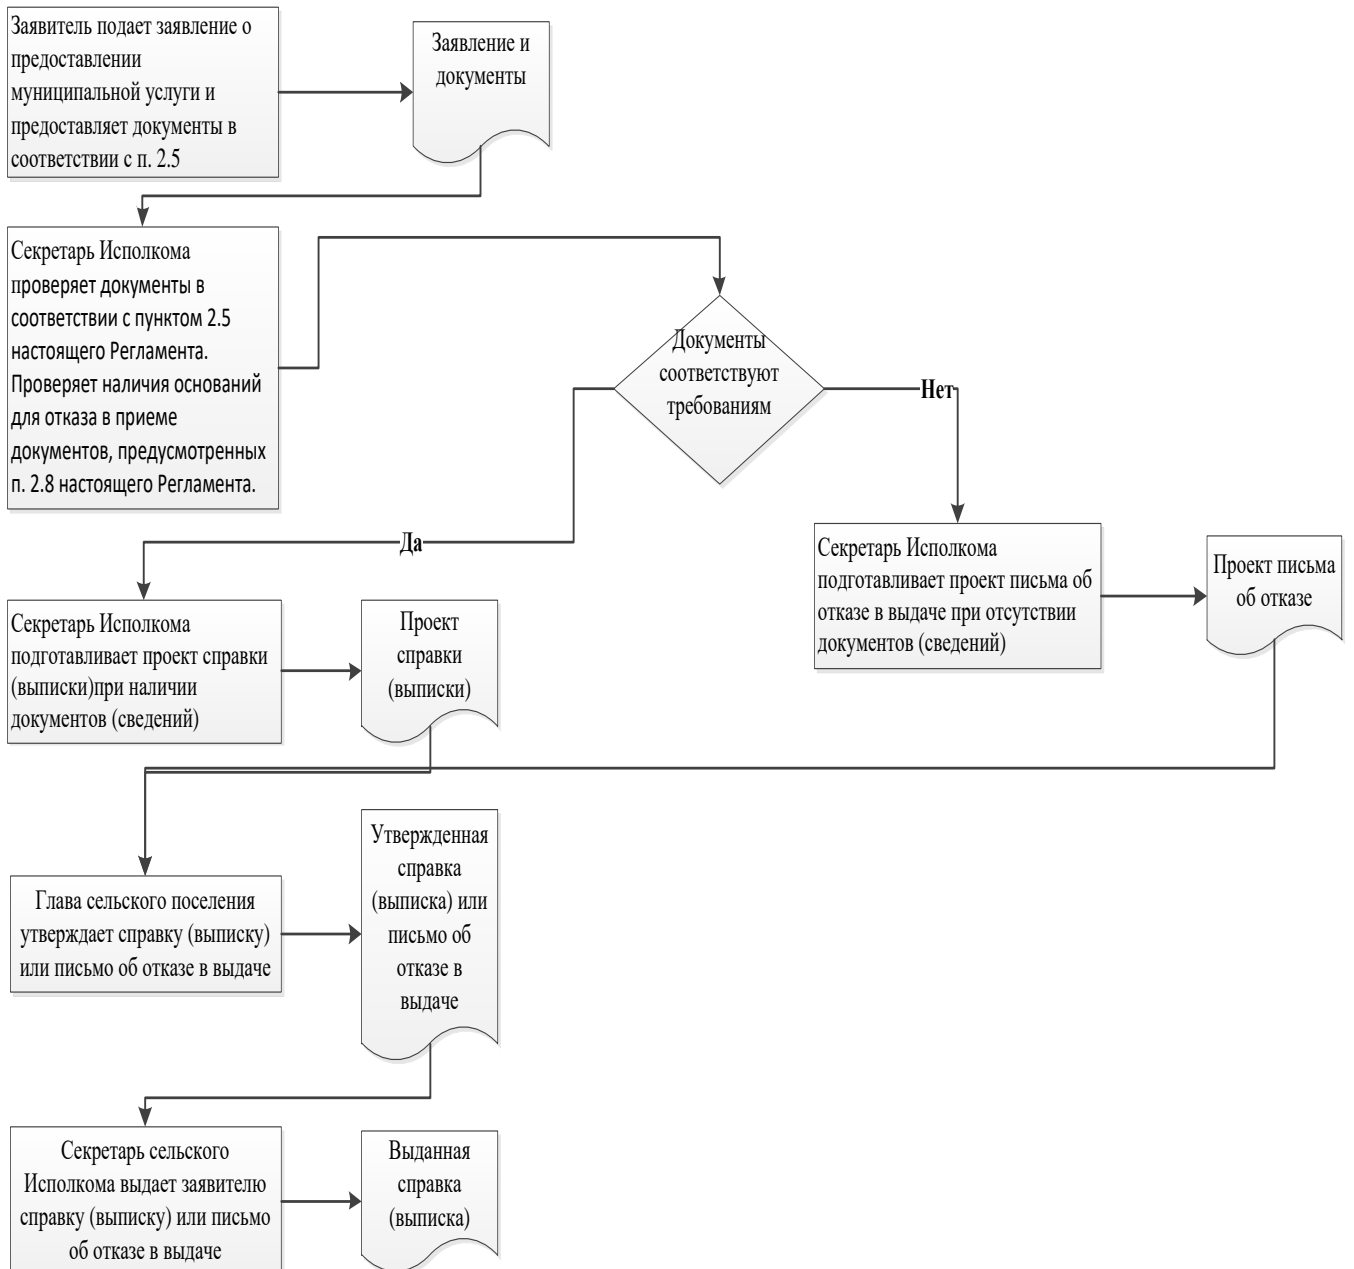 Заявитель подает заявление о
предоставлении
муниципальной услуги и
предоставляет документы в
соответствии с п. 2.5
Заявление и
документы
Секретарь Исполкома
проверяет документы в
соответствии с пунктом 2.5
настоящего Регламента.
Проверяет наличия оснований
для отказа в приеме
документов, предусмотренных
п. 2.8 настоящего Регламента.
Документы
соответствуют
требованиям
Нет
Да
Секретарь Исполкома
подготавливает проект письма об
отказе в выдаче при отсутствии
документов (сведений)
Проект письма
об отказе
Секретарь Исполкома
подготавливает проект справки
(выписки)при наличии
документов (сведений)
Проект
справки
(выписки)
Глава сельского поселения
утверждает справку (выписку)
или письмо об отказе в выдаче
Утвержденная
справка
(выписка) или
письмо об
отказе в
выдаче
Секретарь сельского
Исполкома выдает заявителю
справку (выписку) или письмо
об отказе в выдаче
Выданная
справка
(выписка)